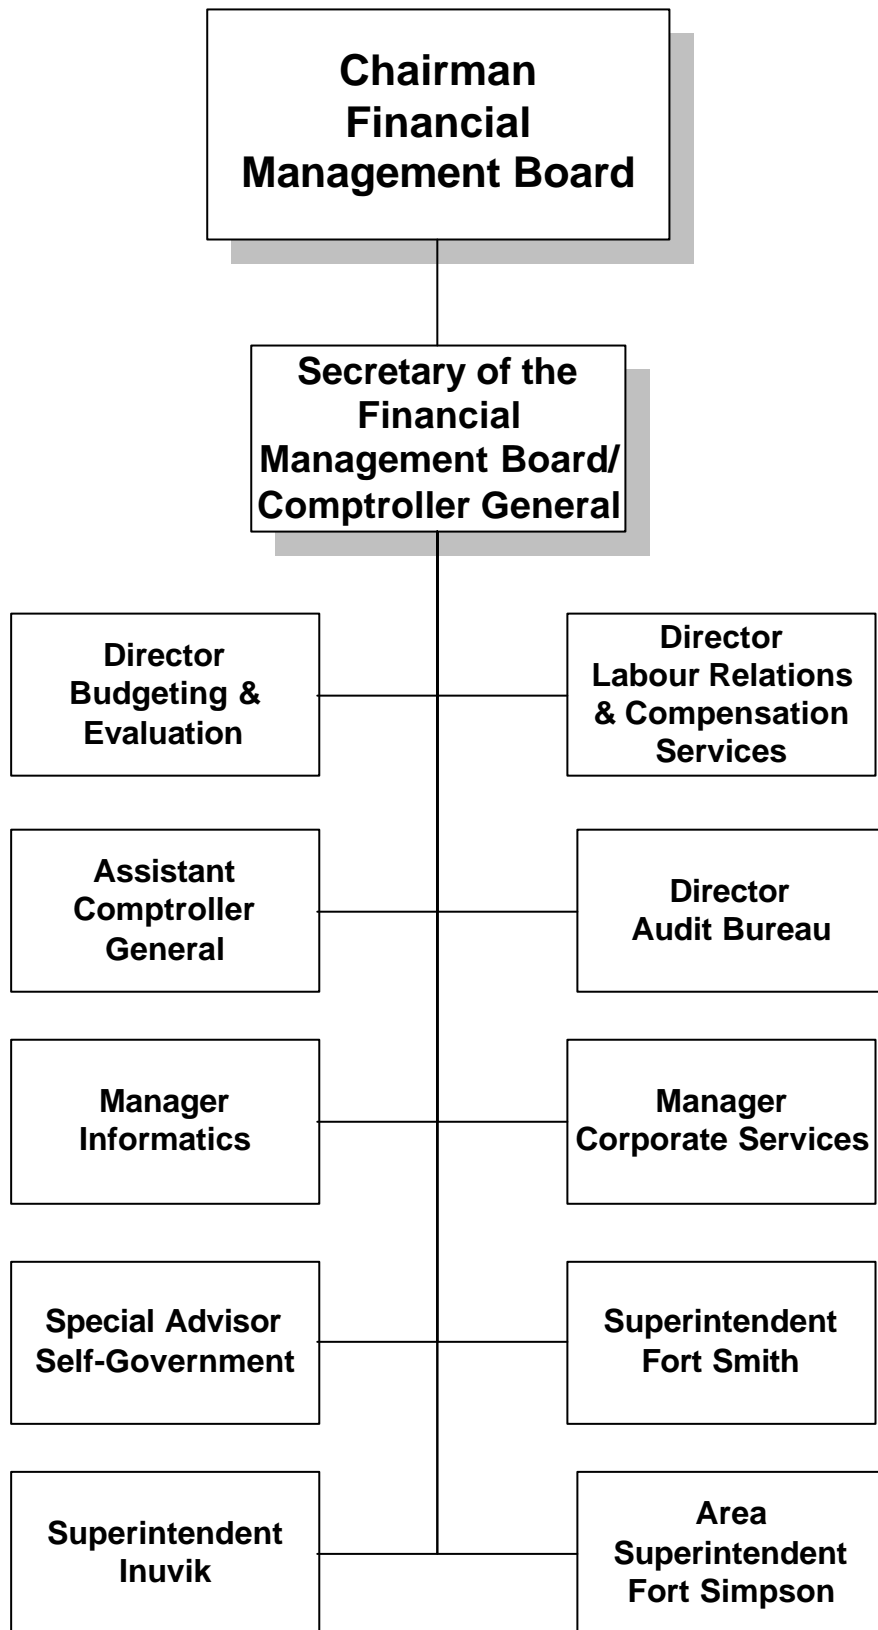 Chairman
Financial
Management Board
Secretary of the
Financial
Management Board/
Comptroller General
Director
Budgeting &
Evaluation
Director
Labour Relations
& Compensation
Services
Assistant
Comptroller
General
Director
Audit Bureau
Manager
Informatics
Manager
Corporate Services
Special Advisor
Self-Government
Superintendent
Fort Smith
Superintendent
Inuvik
Area
Superintendent
Fort Simpson